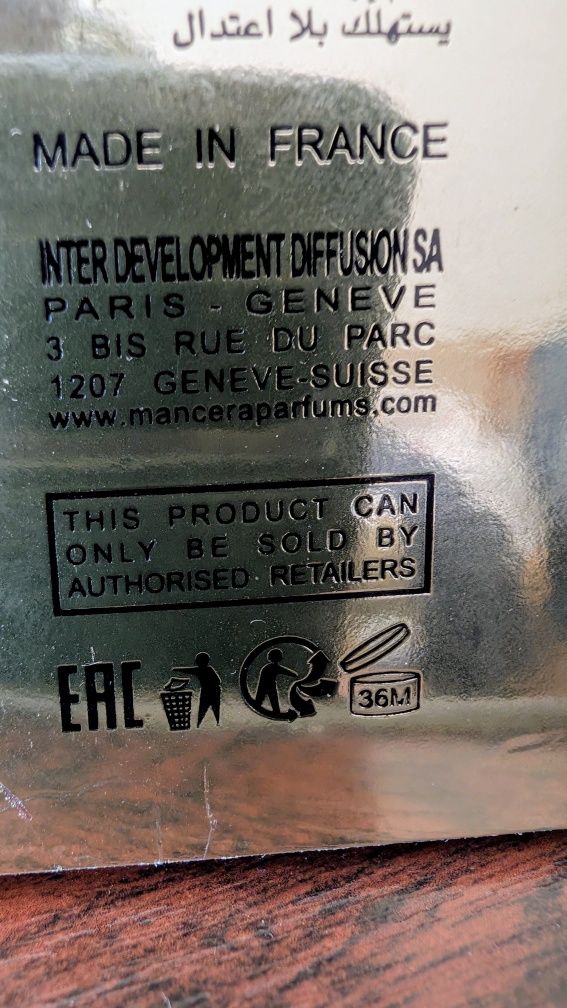 يستهلك بلا اعتدال
MADE IN FRANCE
INTER DEVELOPMENT DIFFUSION SA
PARIS - GENEVE
3 BIS RUE DU PARC
1207 GENEVE-SUISSE
www.manceraparfums.com
THIS PRODUCT CAN
ONLY BE SOLD BY
AUTHORISED RETAILERS
EAC
36M